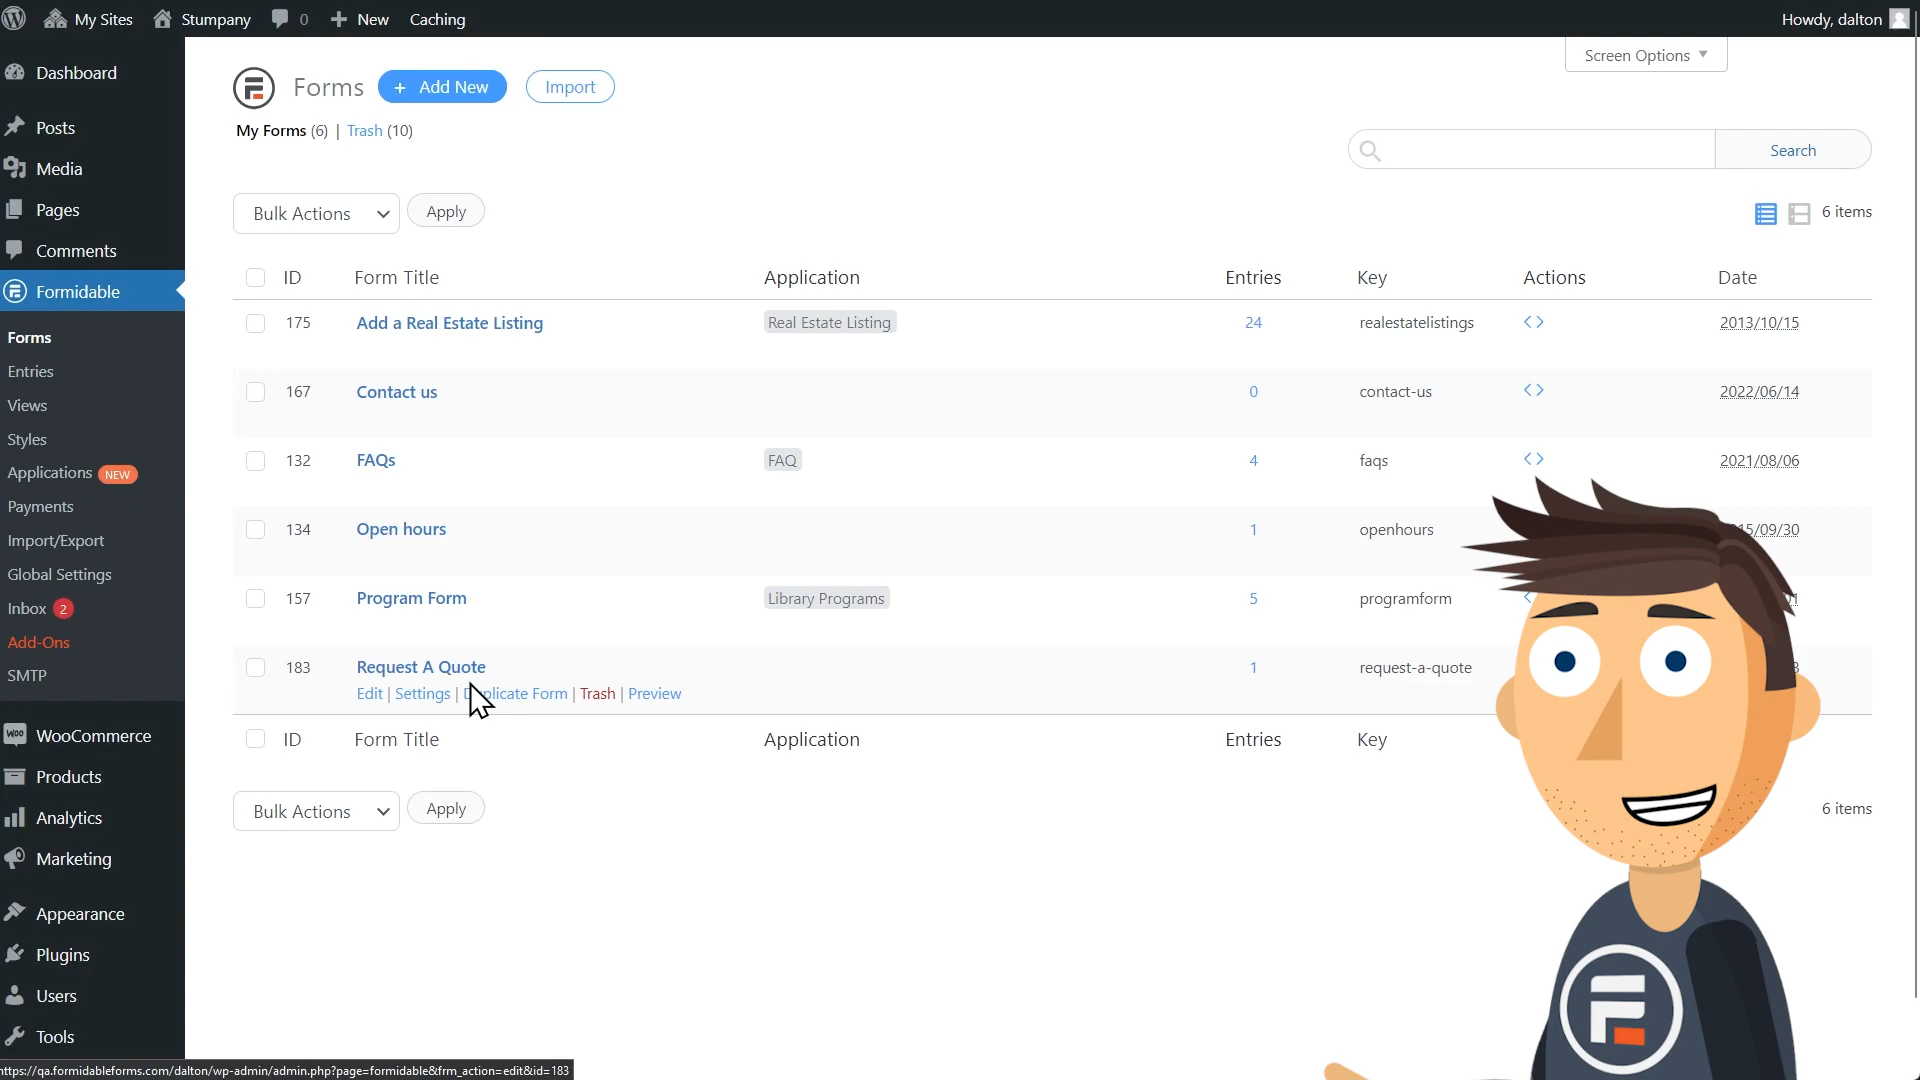 My Sites Stumpany 0 New Caching Howdy, dalton
Screen Options
Dashboard
Posts
Media
Pages
Comments
Formidable
Forms
Entries
Views
Styles
Applications NEW
Payments
Import/Export
Global Settings
Inbox 2
Add-Ons
SMTP
WooCommerce
Products
Analytics
Marketing
Appearance
Plugins
Users
Tools
Forms + Add New Import
My Forms (6) | Trash (10)
Search
Bulk Actions Apply 6 items
ID Form Title Application Entries Key Actions Date
175 Add a Real Estate Listing Real Estate Listing 24 realestatelistings 2013/10/15
167 Contact us 0 contact-us 2022/06/14
132 FAQs FAQ 4 faqs 2021/08/06
134 Open hours 1 openhours 15/09/30
157 Program Form Library Programs 5 programform
183 Request A Quote 1 request-a-quote
Edit | Settings | Duplicate Form | Trash | Preview
ID Form Title Application Entries Key
Bulk Actions Apply 6 items
https://qa.formidableforms.com/dalton/wp-admin/admin.php?page=formidable&frm_action=edit&id=183